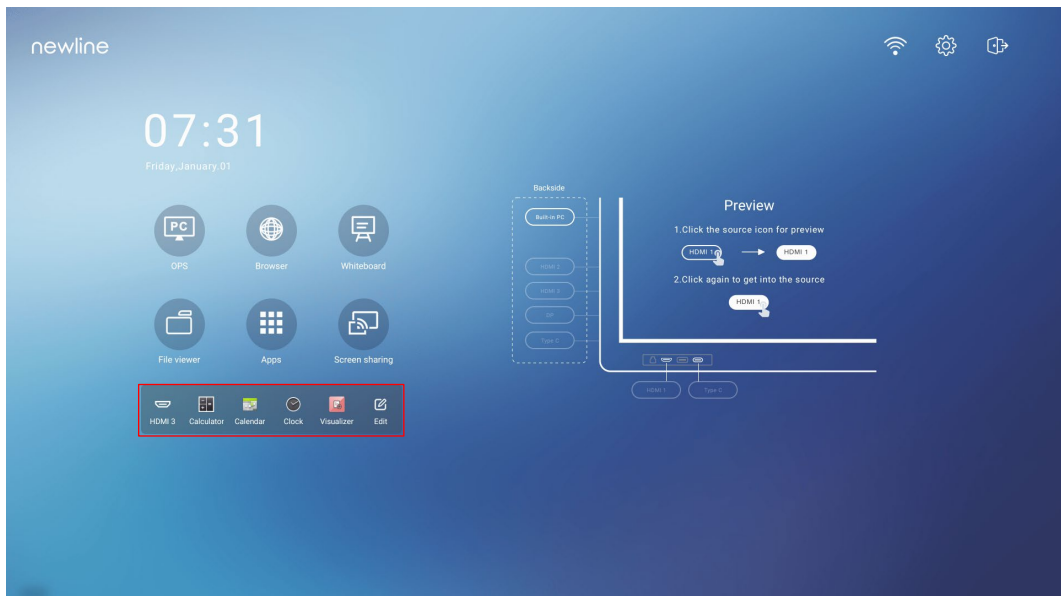 newline
07:31
Friday,January.01
PC
OPS
Browser
Whiteboard
File viewer
Apps
Screen sharing
HDMI 3
Calculator
Calendar
Clock
Visualizer
Edit
Backside
Built-in PC
HDMI 2
HDMI 3
DP
Type C
Preview
1.Click the source icon for preview
HDMI 1
HDMI 1
2.Click again to get into the source
HDMI 1
HDMI 1
Type C